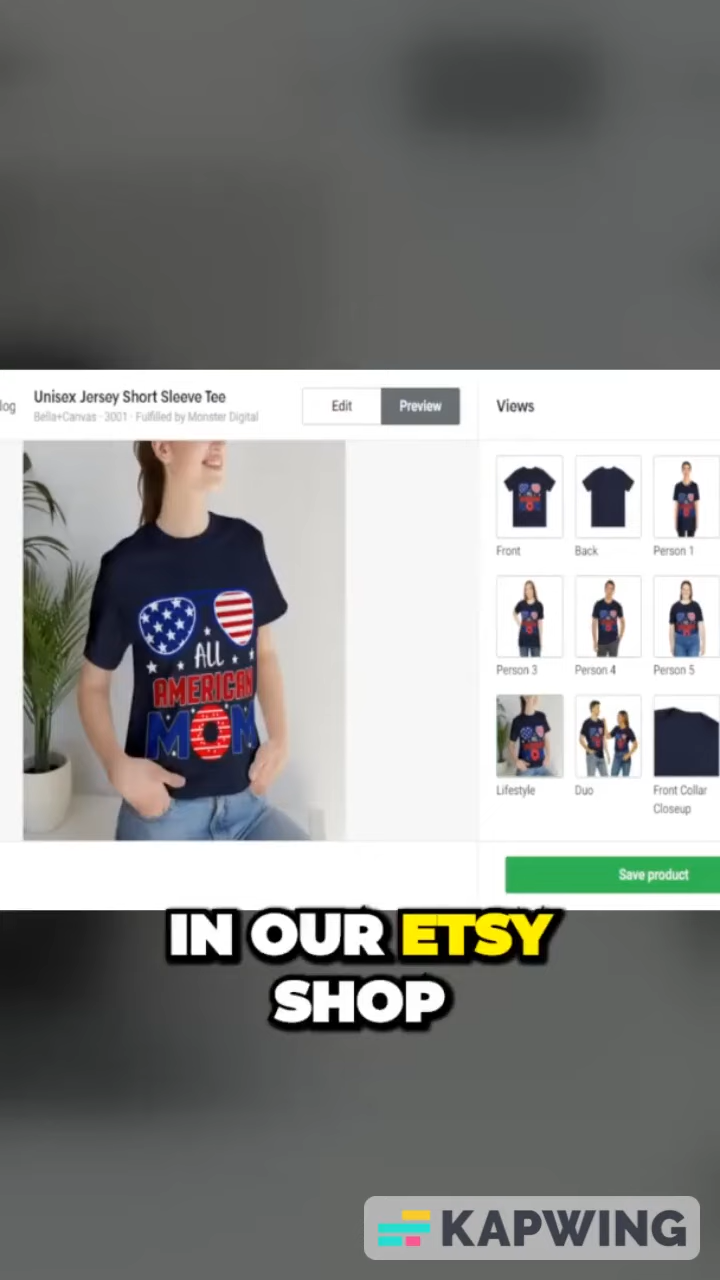 log
Unisex Jersey Short Sleeve Tee
Bella+Canvas · 3001 · Fulfilled by Monster Digital
Edit
Preview
Views
ALL
AMERICAN
MOM
Front
Back
Person 1
Person 3
Person 4
Person 5
Lifestyle
Duo
Front Collar
Closeup
Save product
IN OUR ETSY
SHOP
KAPWING